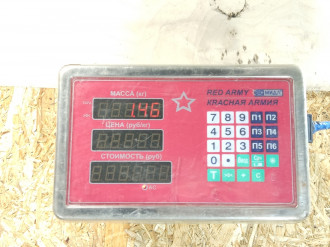 МАССА (кг)
146
ЦЕНА (руб/кг)
СТОИМОСТЬ (руб)
RED ARMY МИДЛ
КРАСНАЯ АРМИЯ
7 8 9 П1 П2
4 5 6 П3 П4
1 2 3 П5 П6
0 •
T